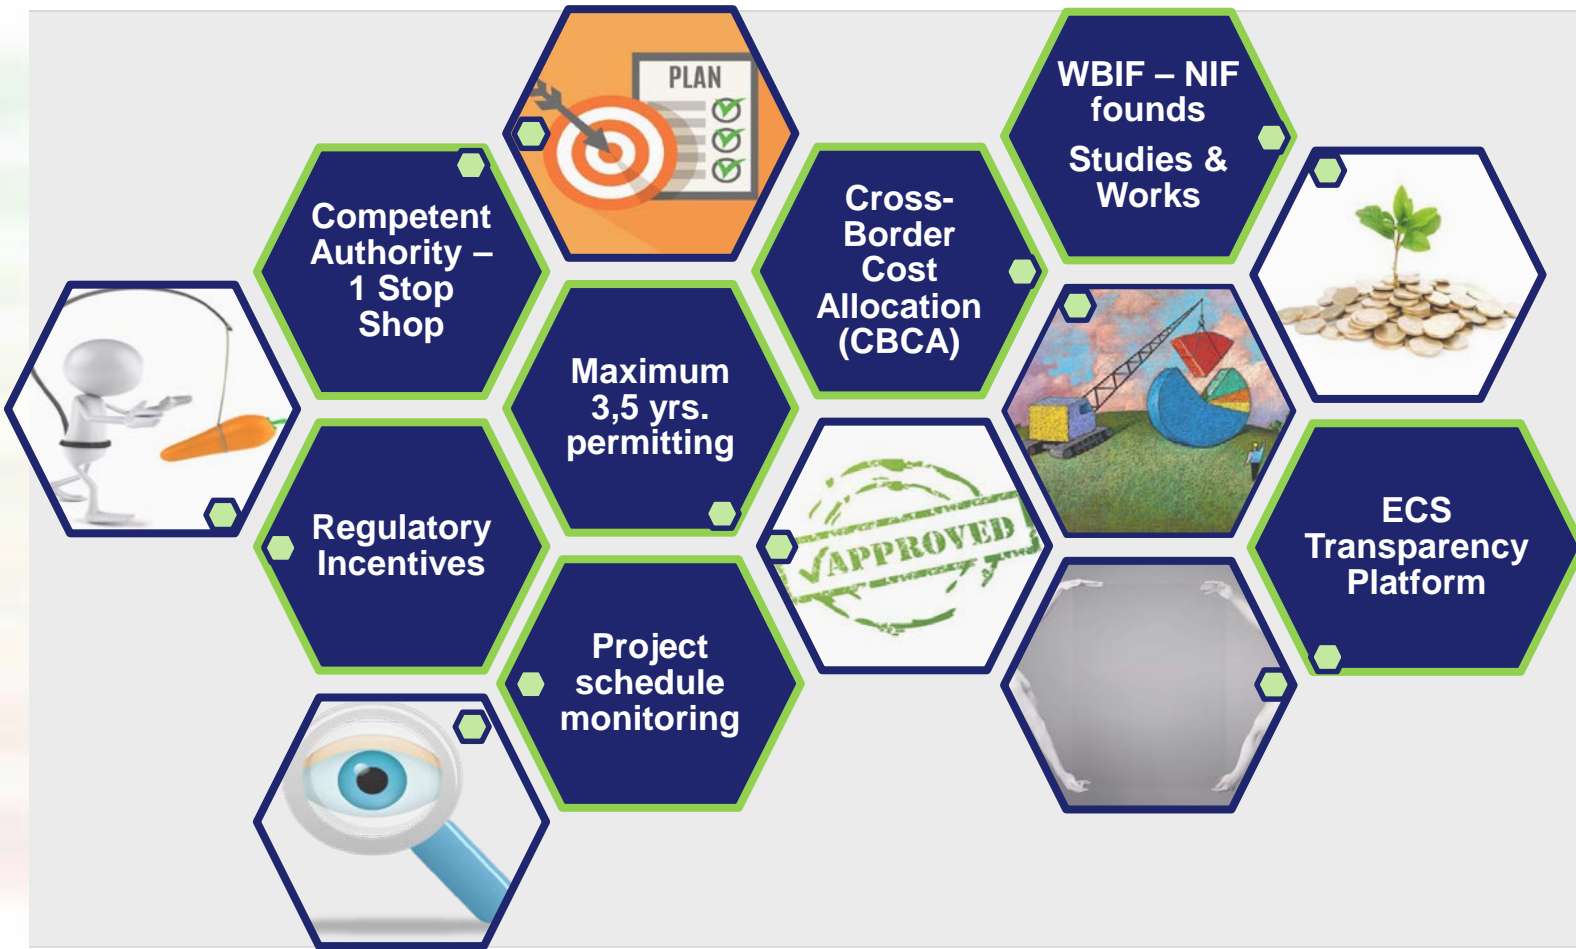 PLAN
WBIF – NIF
founds
Studies &
Works
Competent
Authority –
1 Stop
Shop
Cross-
Border
Cost
Allocation
(CBCA)
Maximum
3,5 yrs.
permitting
Regulatory
Incentives
APPROVED
ECS
Transparency
Platform
Project
schedule
monitoring